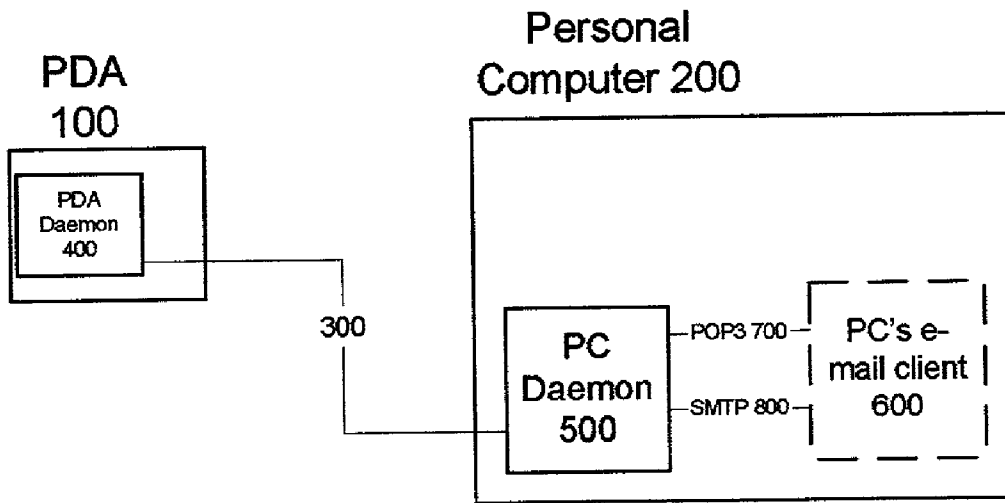 Personal
Computer 200
PDA
100
PDA
Daemon
400
300
PC
Daemon
500
POP3 700
SMTP 800
PC's e-
mail client
600